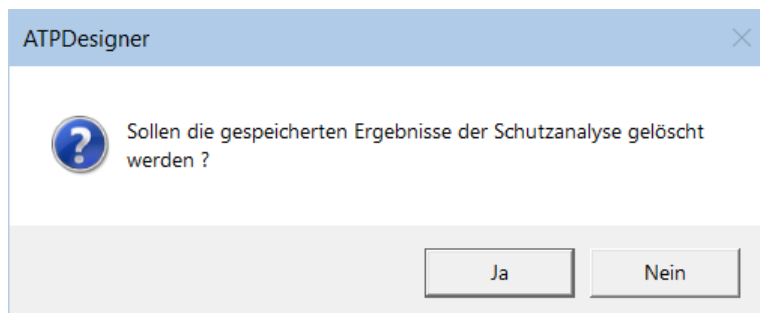 ATPDesigner
Sollen die gespeicherten Ergebnisse der Schutzanalyse gelöscht
werden ?
Ja
Nein